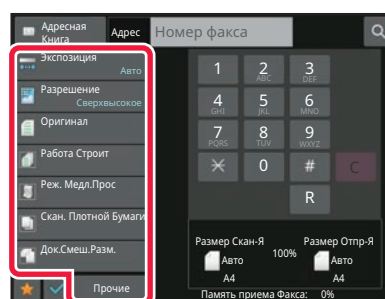 Адресная
Книга
Адрес
Номер факса
Экспозиция
Авто
Разрешение
Сверхвысокое
Оригинал
Работа Строит
Реж. Медл.Прос
Скан. Плотной Бумаги
Док.Смеш.Разм.
Прочие
1 2 3
ABC DEF
4 5 6
GHI JKL MNO
7 8 9
PQRS TUV WXYZ
0 # C
R
Размер Скан-Я
Размер Отпр-Я
Авто 100% Авто
A4 A4
Память приема Факса: 0%